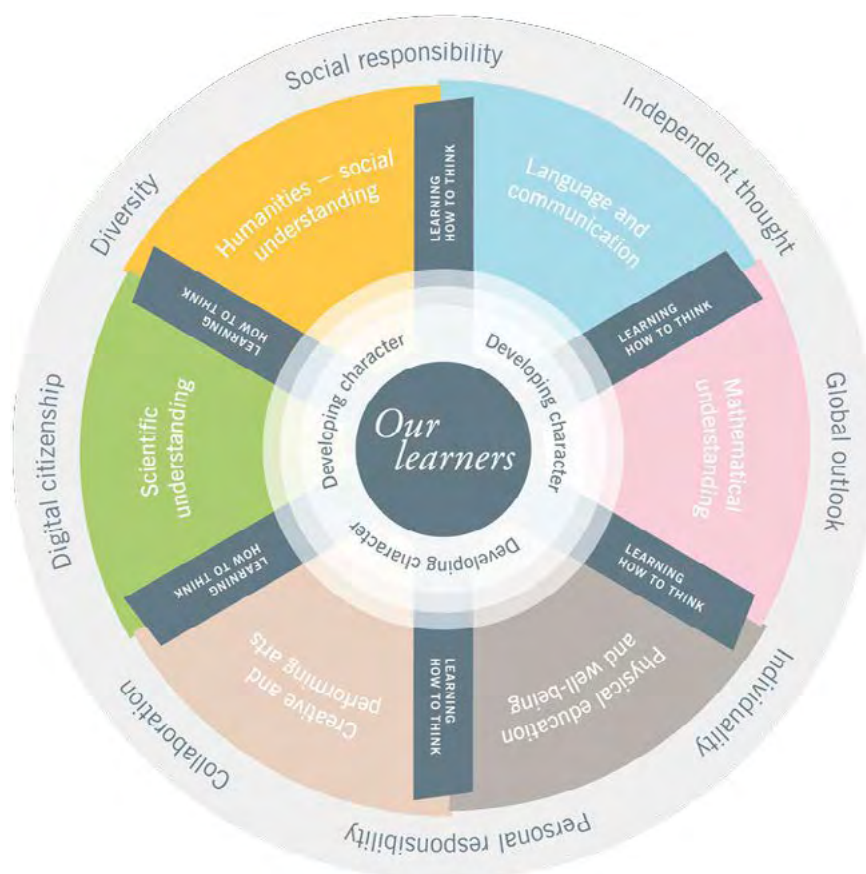 Social responsibility
Independent thought
Global outlook
Individuality
Personal responsibility
Collaboration
Digital citizenship
Diversity
Language and
communication
Mathematical
understanding
Physical education
and well-being
Creative and
performing arts
Scientific
understanding
Humanities – social
understanding
LEARNING
HOW TO THINK
LEARNING
HOW TO THINK
LEARNING
HOW TO THINK
LEARNING
HOW TO THINK
LEARNING
HOW TO THINK
LEARNING
HOW TO THINK
Developing character
Developing character
Developing character
Our
learners